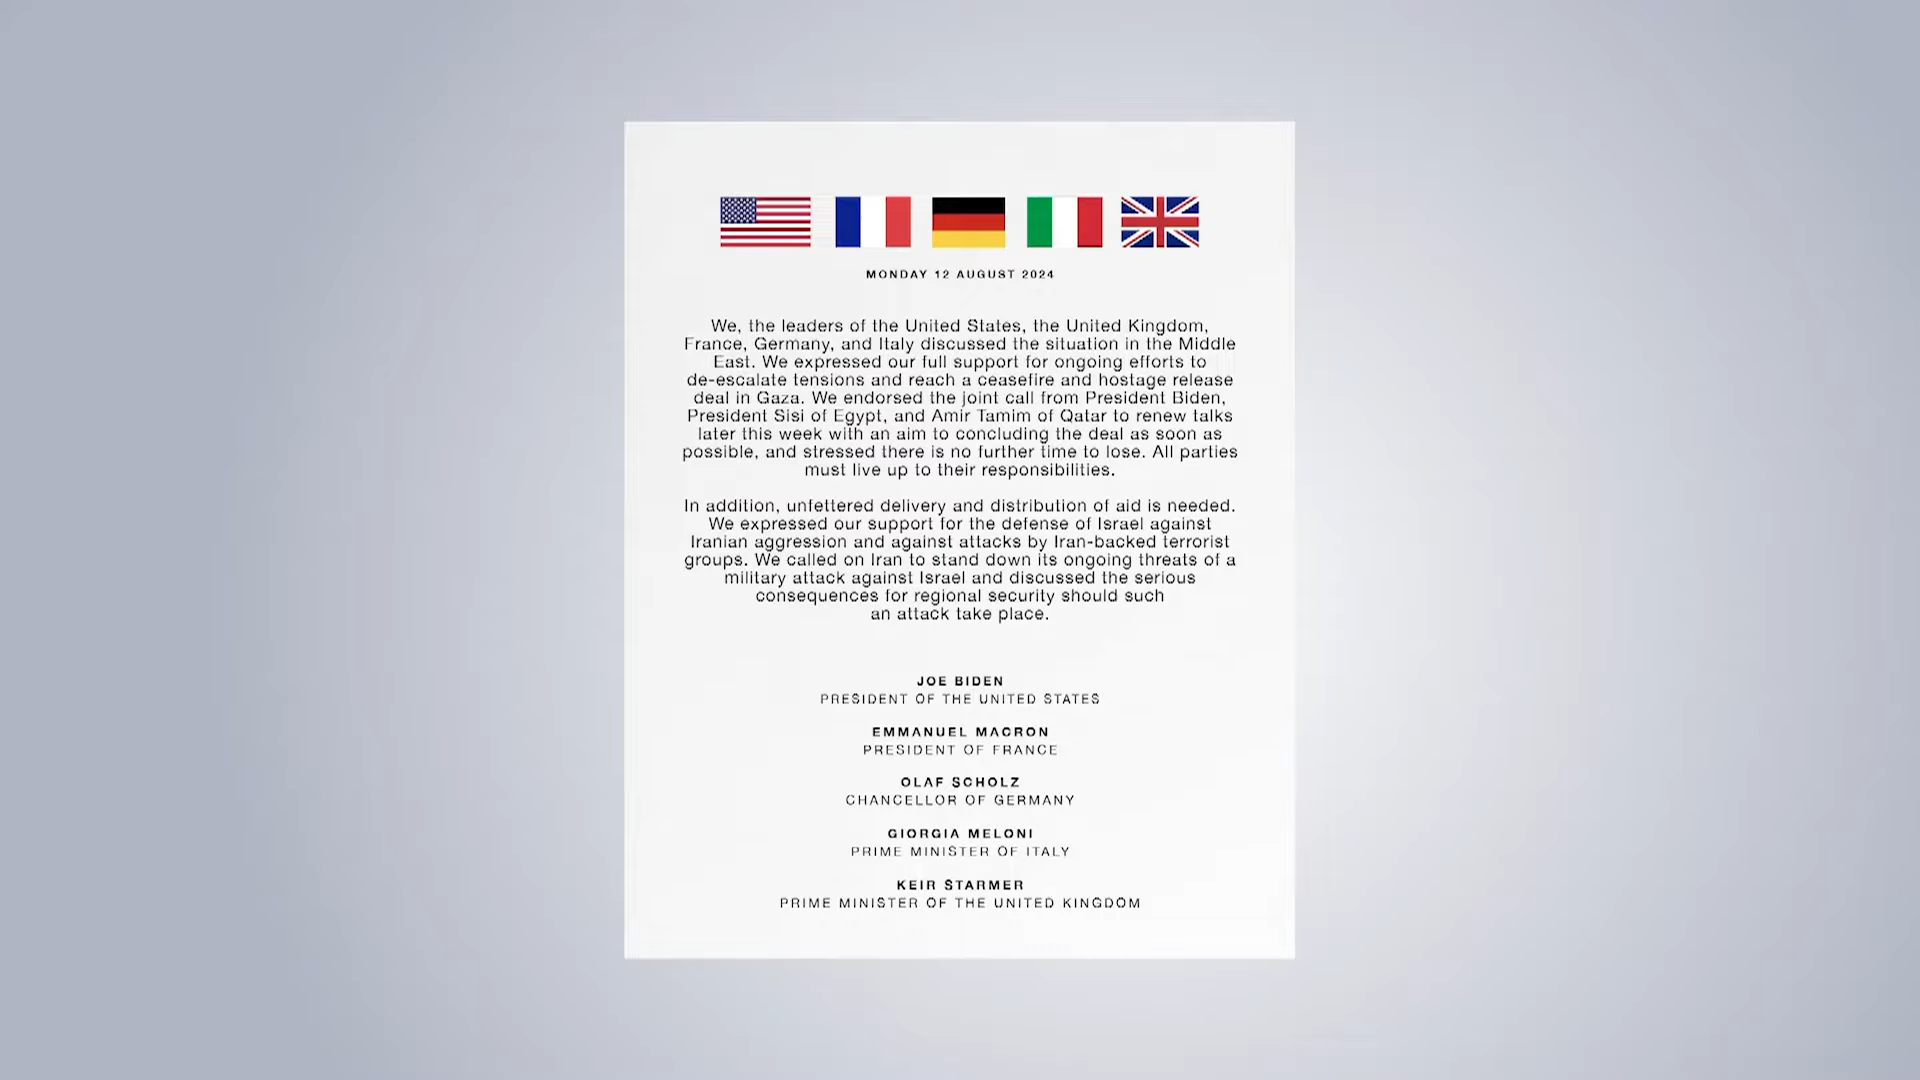 MONDAY 12 AUGUST 2024
We, the leaders of the United States, the United Kingdom,
France, Germany, and Italy discussed the situation in the Middle
East. We expressed our full support for ongoing efforts to
de-escalate tensions and reach a ceasefire and hostage release
deal in Gaza. We endorsed the joint call from President Biden,
President Sisi of Egypt, and Amir Tamim of Qatar to renew talks
later this week with an aim to concluding the deal as soon as
possible, and stressed there is no further time to lose. All parties
must live up to their responsibilities.
In addition, unfettered delivery and distribution of aid is needed.
We expressed our support for the defense of Israel against
Iranian aggression and against attacks by Iran-backed terrorist
groups. We called on Iran to stand down its ongoing threats of a
military attack against Israel and discussed the serious
consequences for regional security should such
an attack take place.
JOE BIDEN
PRESIDENT OF THE UNITED STATES
EMMANUEL MACRON
PRESIDENT OF FRANCE
OLAF SCHOLZ
CHANCELLOR OF GERMANY
GIORGIA MELONI
PRIME MINISTER OF ITALY
KEIR STARMER
PRIME MINISTER OF THE UNITED KINGDOM